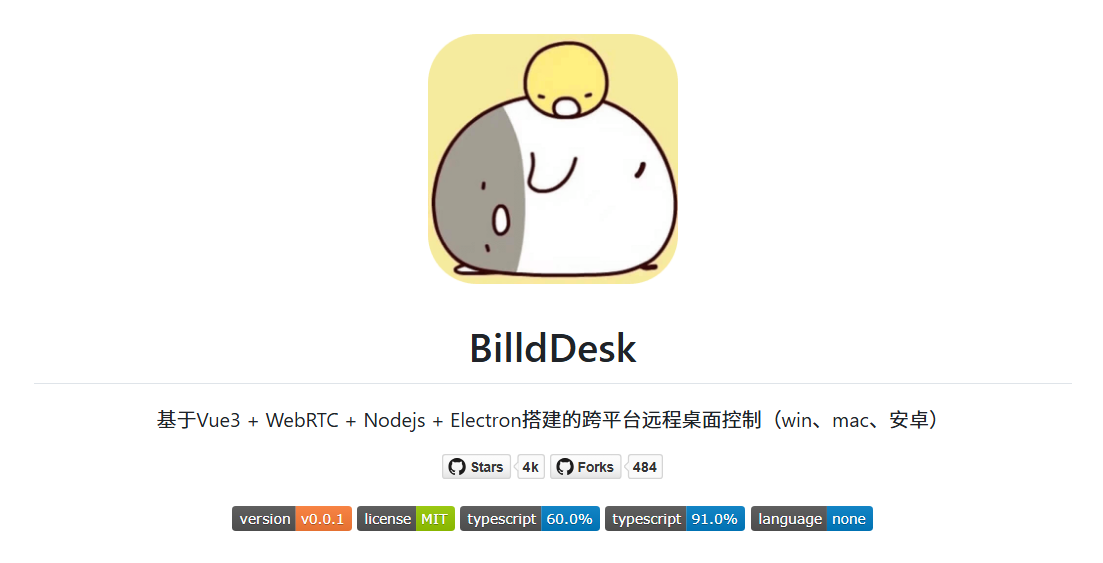 BilldDesk
基于Vue3 + WebRTC + Nodejs + Electron搭建的跨平台远程桌面控制（win、mac、安卓）
Stars 4k Forks 484
version v0.0.1 license MIT typescript 60.0% typescript 91.0% language none